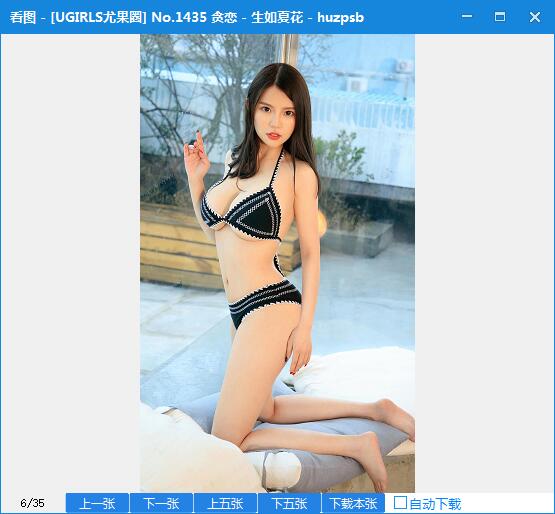 看图 - [UGIRLS尤果圆] No.1435 贪恋 - 生如夏花 - huzpsb
6/35 上一张 下一张 上五张 下五张 下载本张 自动下载